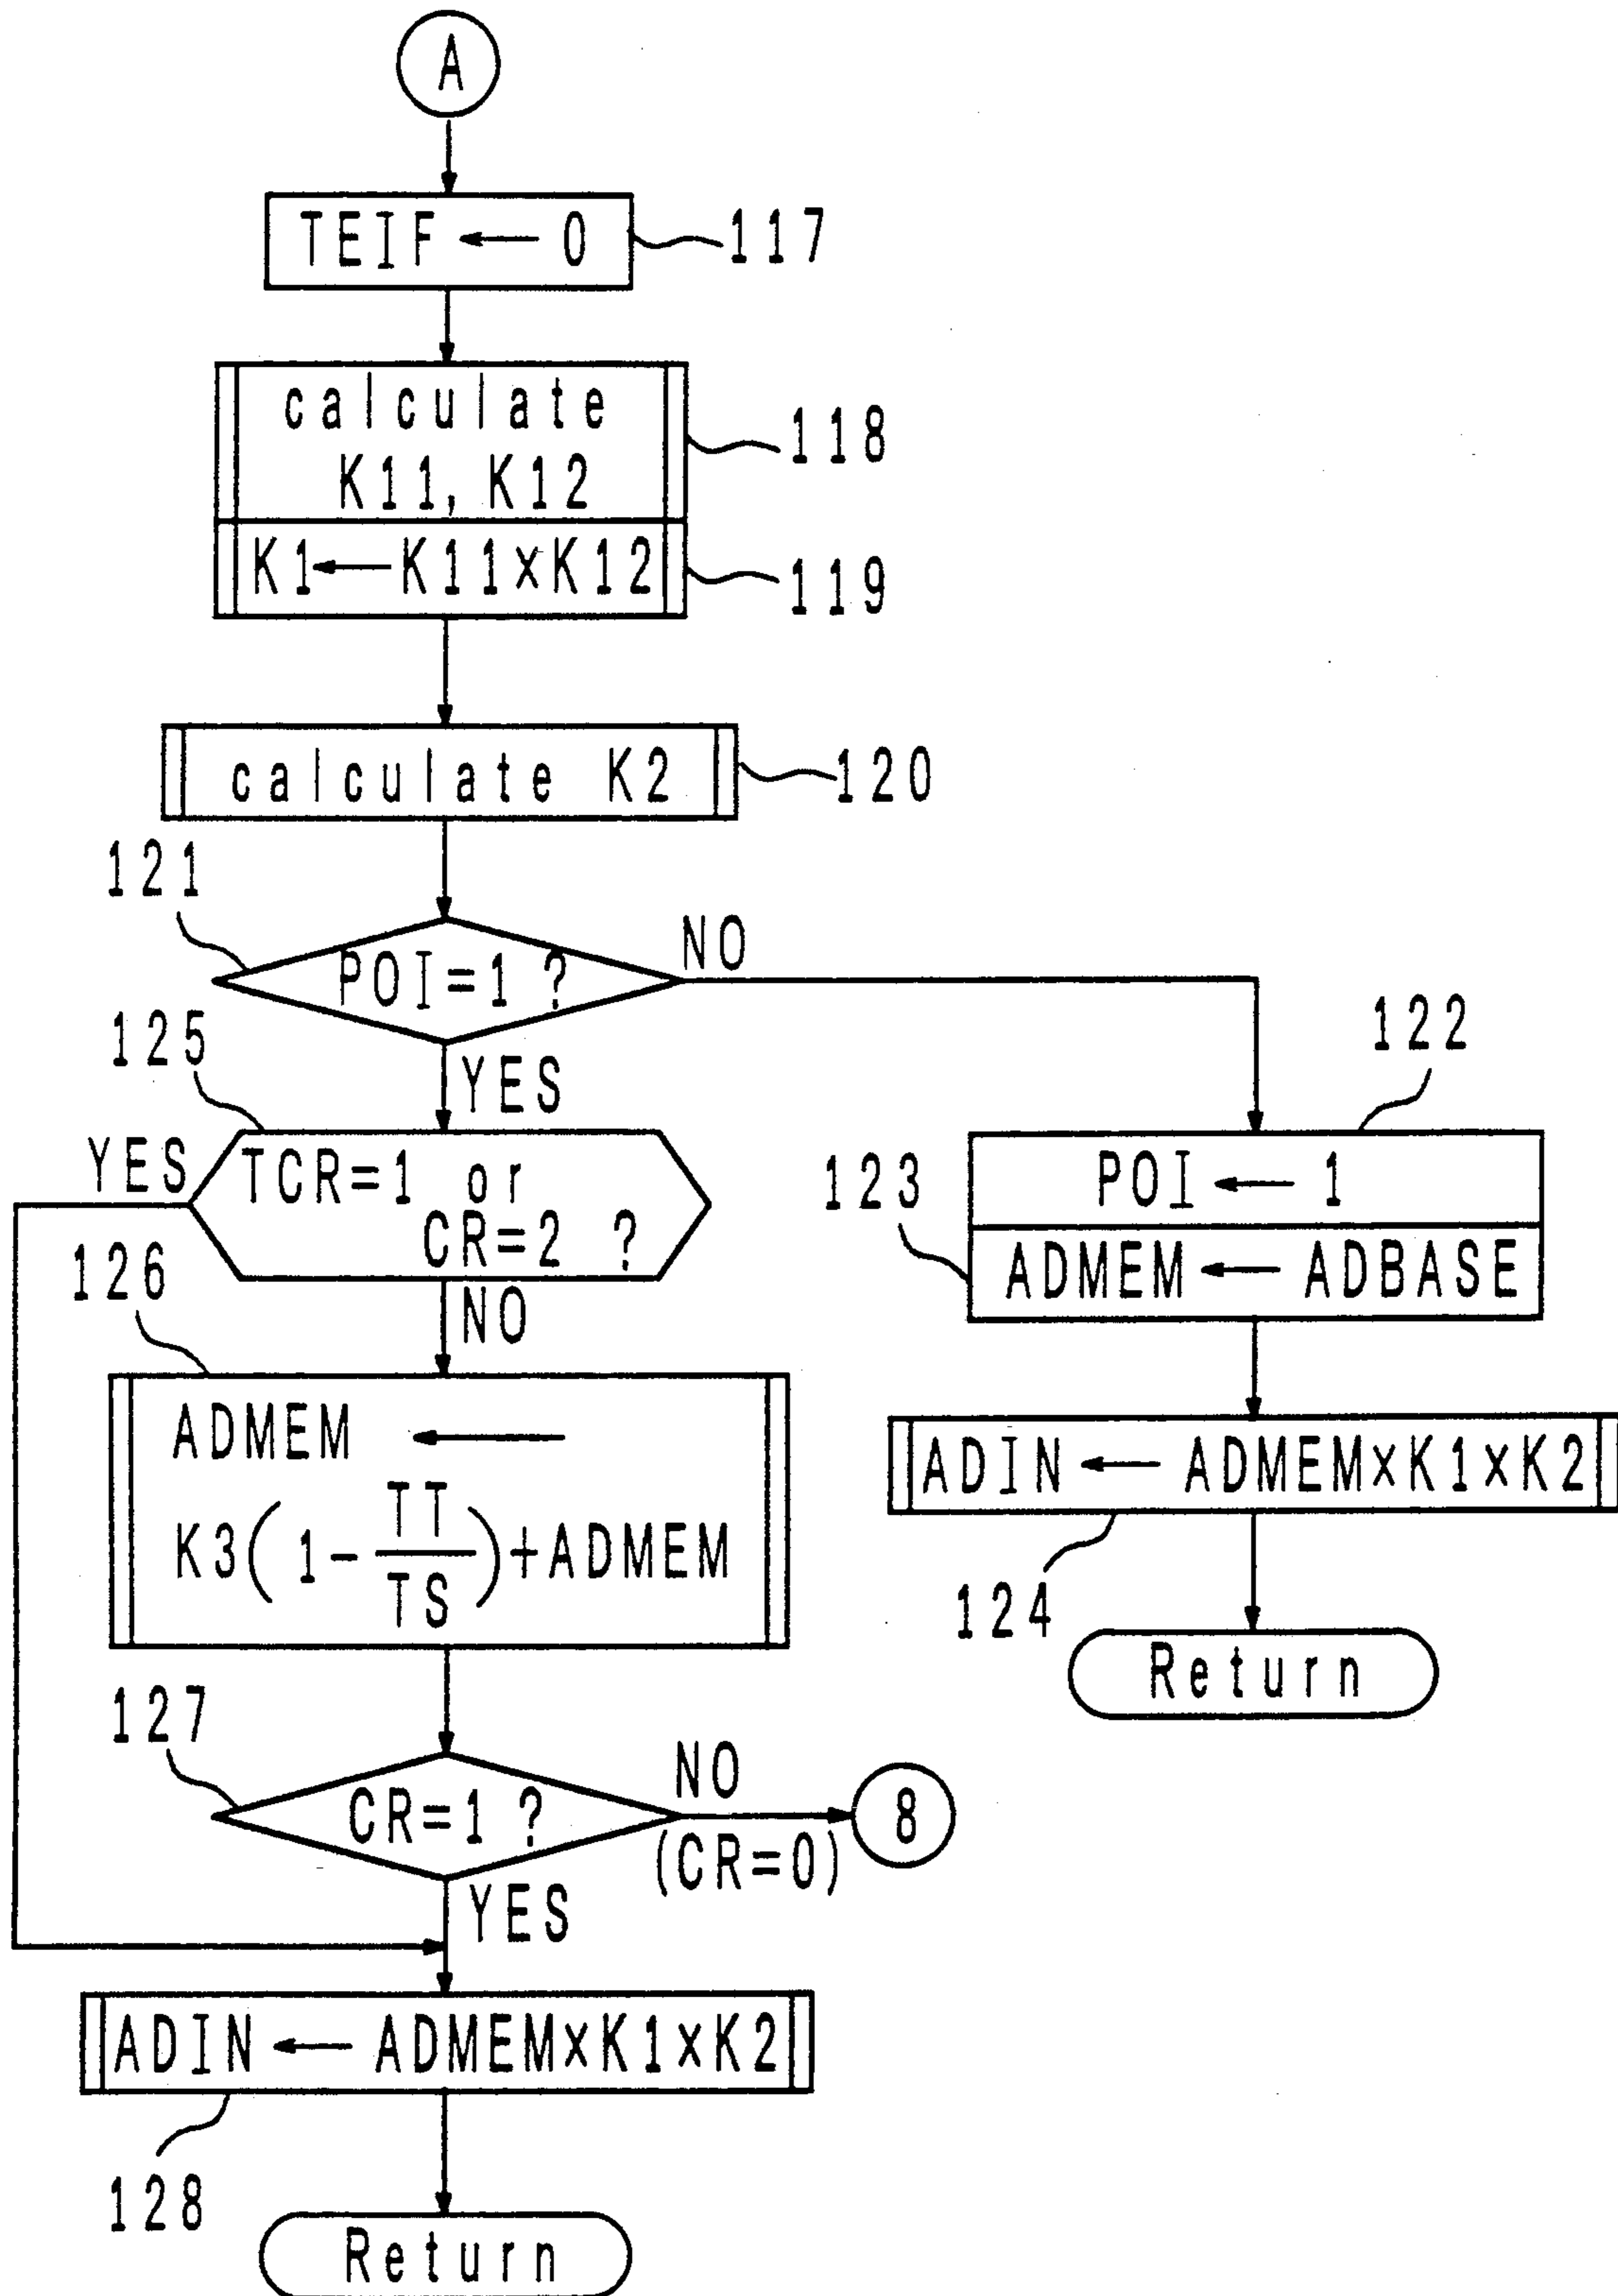 A
TEIF ← 0
117
calculate
K11, K12
118
K1 ← K11×K12
119
calculate K2
120
121
POI=1 ?
NO
YES
125
TCR=1 or
CR=2 ?
YES
NO
122
POI ← 1
123
ADMEM ← ADBASE
ADIN ← ADMEM×K1×K2
124
Return
126
ADMEM ←
K3(1-TT/TS)+ADMEM
127
CR=1 ?
NO
(CR=0)
8
YES
ADIN ← ADMEM×K1×K2
128
Return